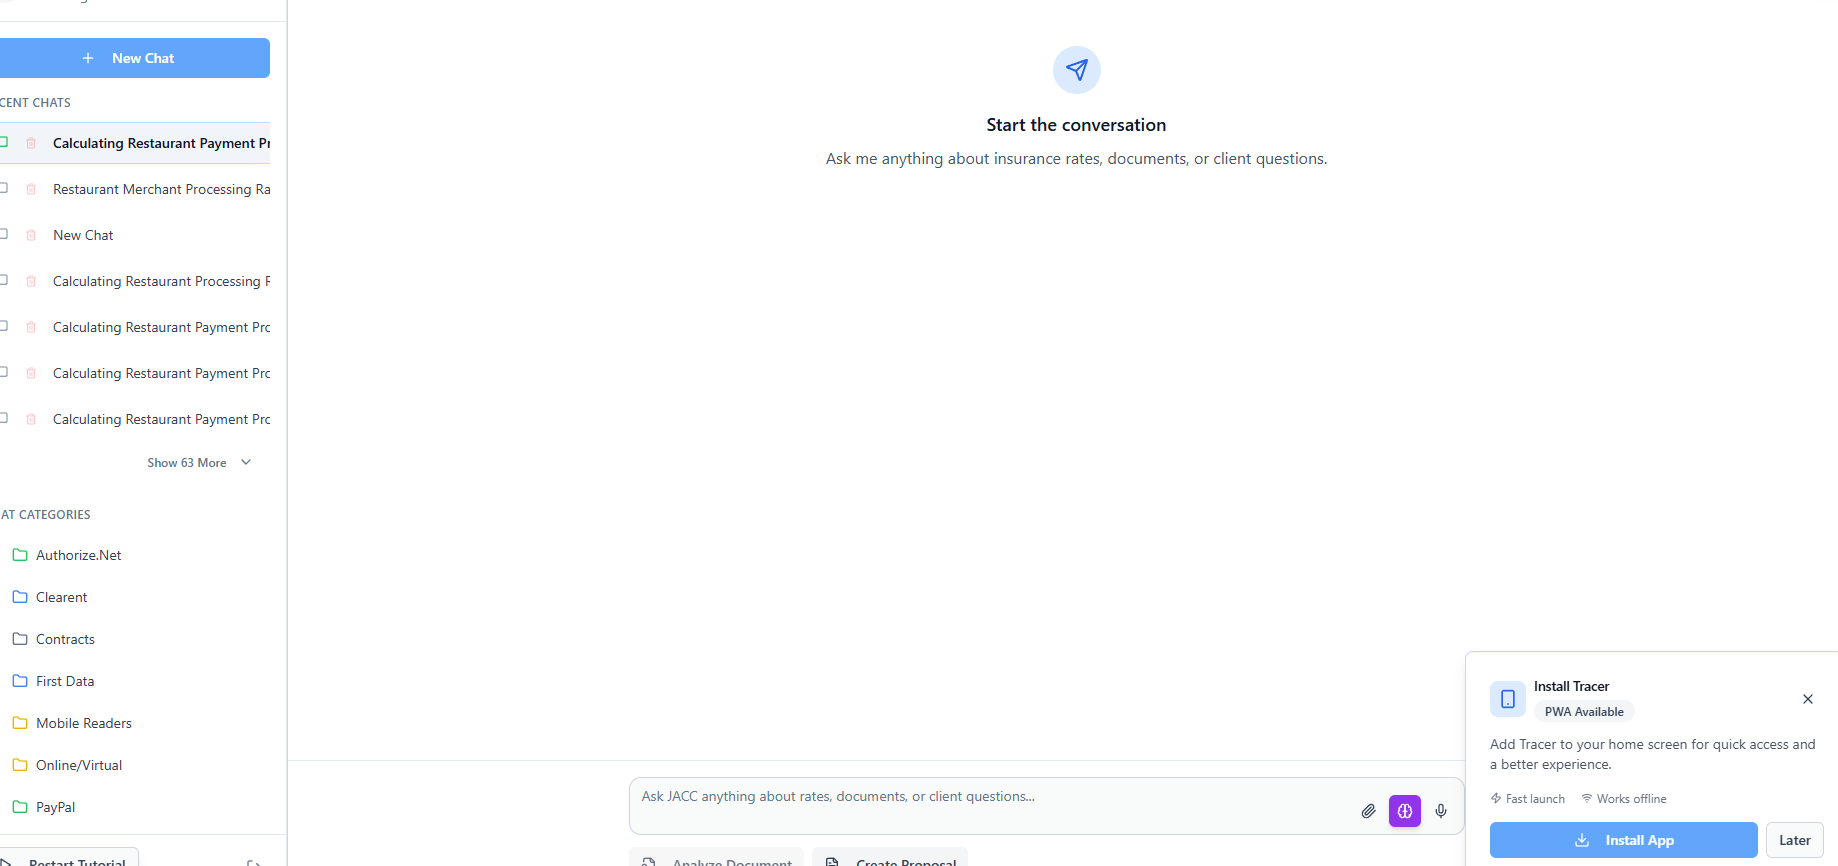 New Chat
CENT CHATS
Calculating Restaurant Payment Pr
Restaurant Merchant Processing Ra
New Chat
Calculating Restaurant Processing F
Calculating Restaurant Payment Pro
Calculating Restaurant Payment Pro
Calculating Restaurant Payment Pro
Show 63 More
AT CATEGORIES
Authorize.Net
Clearent
Contracts
First Data
Mobile Readers
Online/Virtual
PayPal
Restart Tutorial
Start the conversation
Ask me anything about insurance rates, documents, or client questions.
Ask JACC anything about rates, documents, or client questions...
Analyze Document
Create Proposal
Install Tracer
PWA Available
Add Tracer to your home screen for quick access and
a better experience.
Fast launch
Works offline
Install App
Later